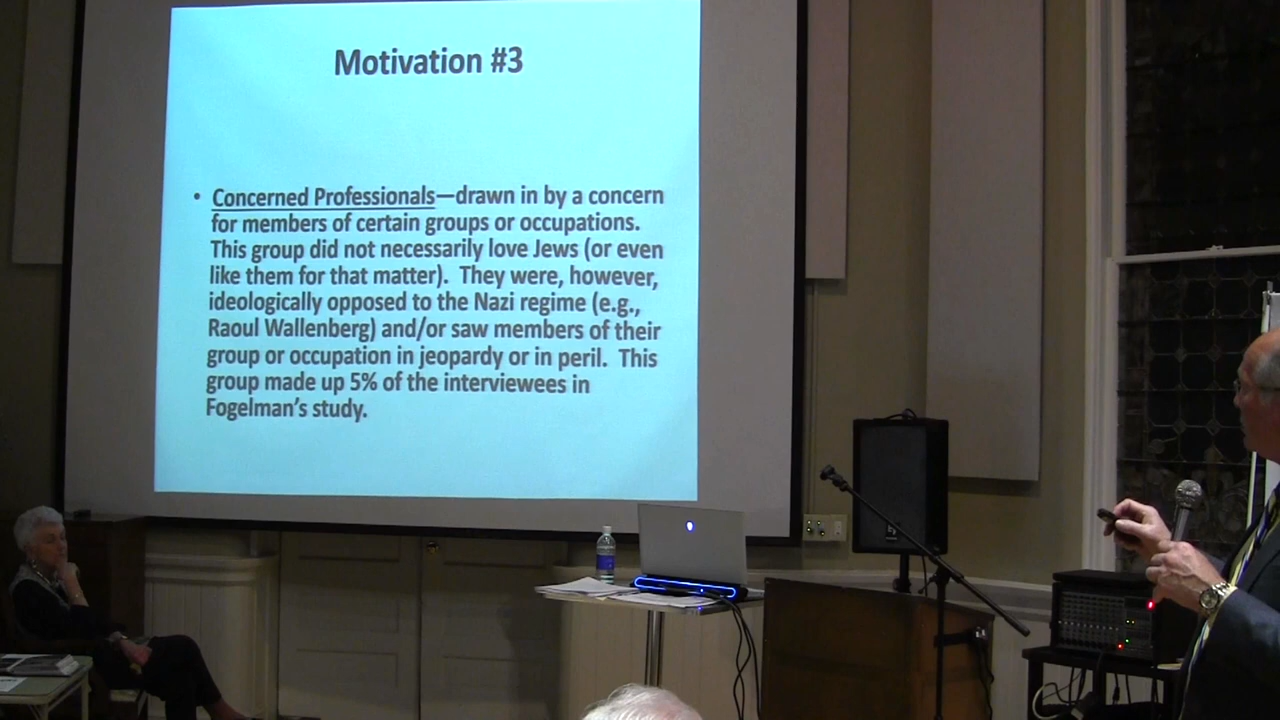 Motivation #3
• Concerned Professionals—drawn in by a concern
for members of certain groups or occupations.
This group did not necessarily love Jews (or even
like them for that matter).  They were, however,
ideologically opposed to the Nazi regime (e.g.,
Raoul Wallenberg) and/or saw members of their
group or occupation in jeopardy or in peril.  This
group made up 5% of the interviewees in
Fogelman's study.